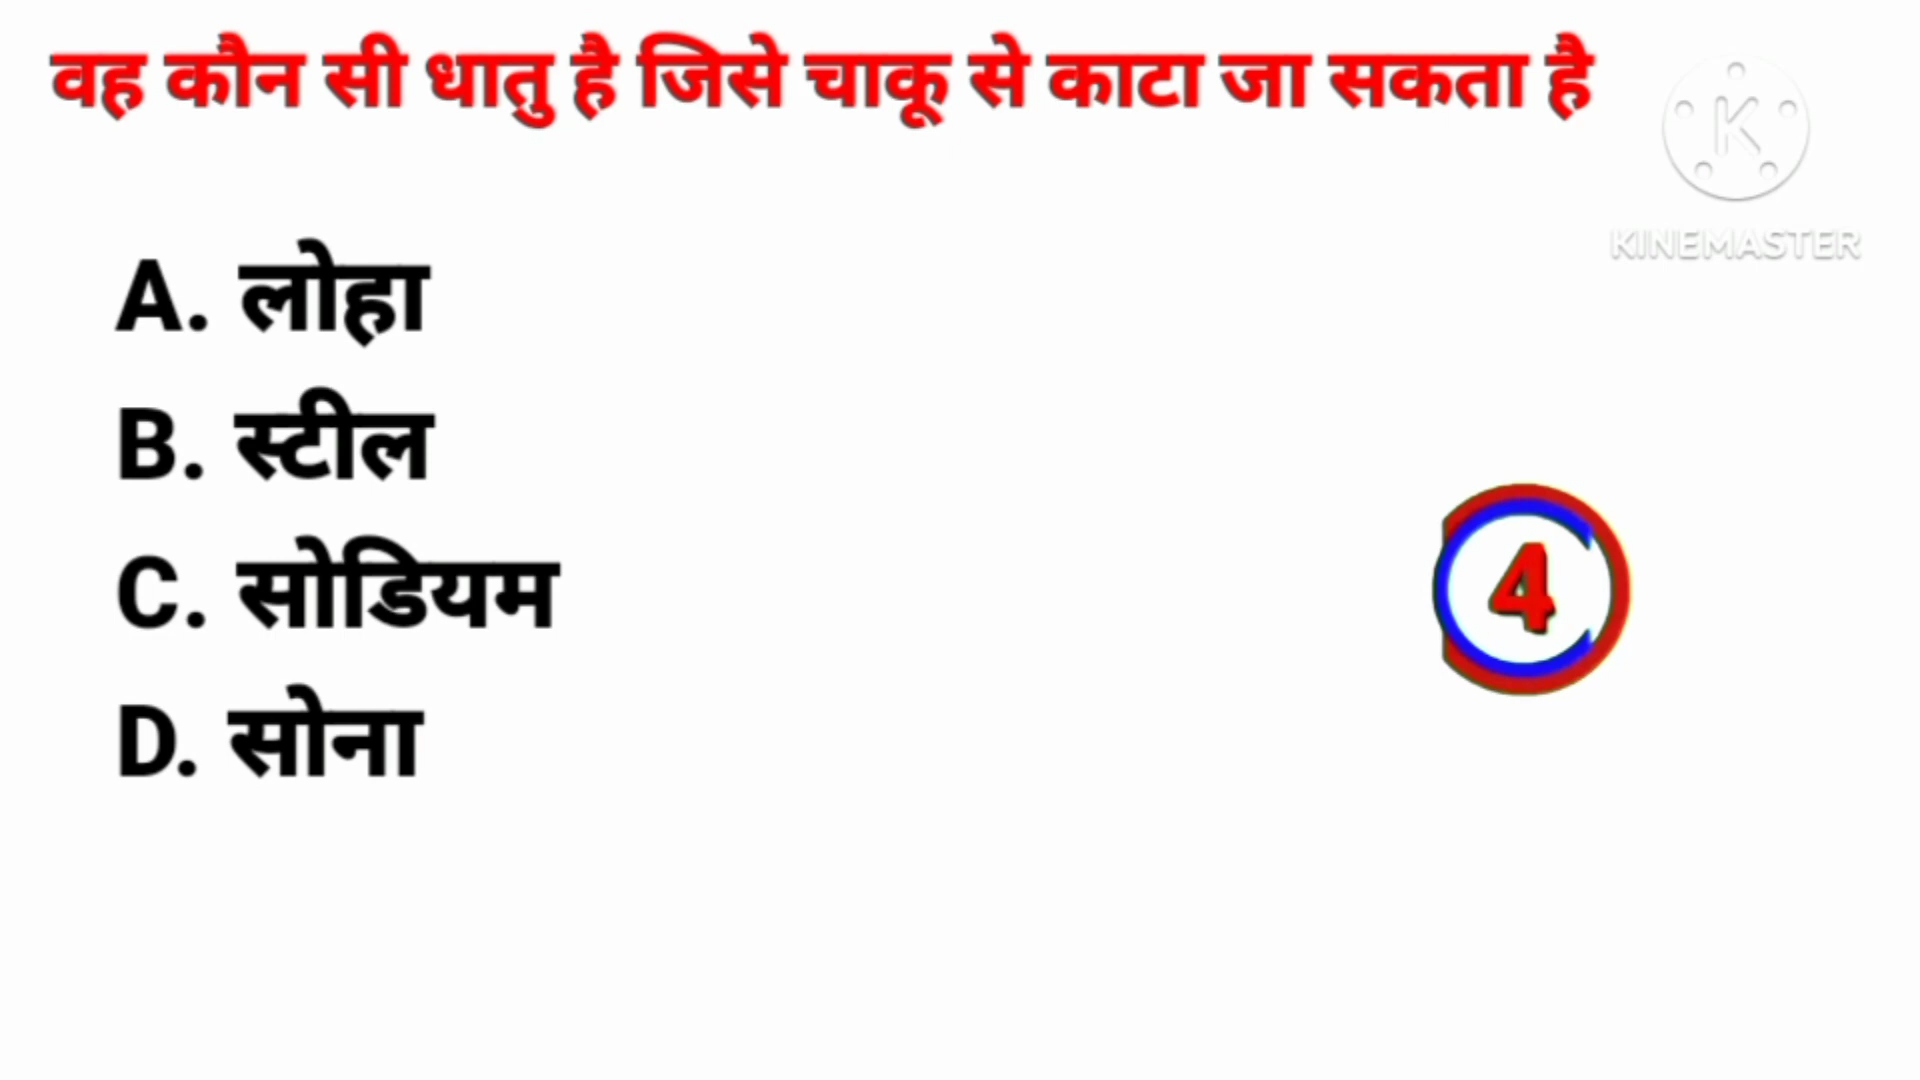 वह कौन सी धातु है जिसे चाकू से काटा जा सकता है
K
KINEMASTER
A. लोहा
B. स्टील
C. सोडियम
4
D. सोना